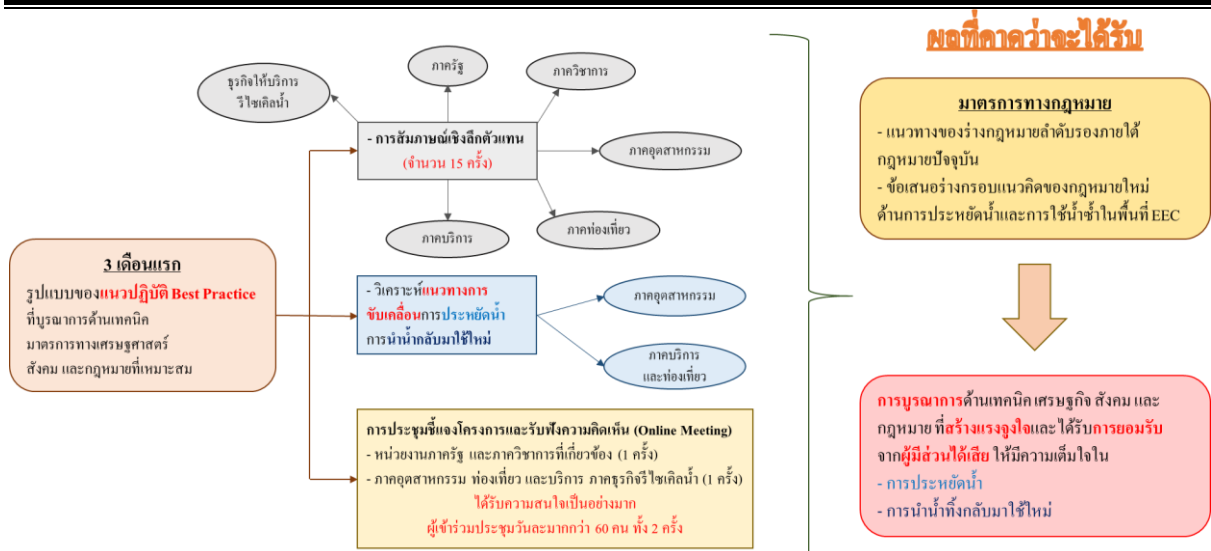 3 เดือนแรก
รูปแบบของแนวปฏิบัติ Best Practice
ที่บูรณาการด้านเทคนิค
มาตรการทางเศรษฐศาสตร์
สังคม และกฎหมายที่เหมาะสม
ธุรกิจให้บริการ
รีไซเคิลน้ำ
ภาครัฐ
ภาควิชาการ
- การสัมภาษณ์เชิงลึกตัวแทน
(จำนวน 15 ครั้ง)
ภาคอุตสาหกรรม
ภาคบริการ
ภาคท่องเที่ยว
- วิเคราะห์แนวทางการ
ขับเคลื่อนการประหยัดน้ำ
การนำน้ำกลับมาใช้ใหม่
ภาคอุตสาหกรรม
ภาคบริการ
และท่องเที่ยว
การประชุมชี้แจงโครงการและรับฟังความคิดเห็น (Online Meeting)
- หน่วยงานภาครัฐ และภาควิชาการที่เกี่ยวข้อง (1 ครั้ง)
- ภาคอุตสาหกรรม ท่องเที่ยว และบริการ ภาคธุรกิจรีไซเคิลน้ำ (1 ครั้ง)
ได้รับความสนใจเป็นอย่างมาก
ผู้เข้าร่วมประชุมวันละมากกว่า 60 คน ทั้ง 2 ครั้ง
ผลที่คาดว่าจะได้รับ
มาตรการทางกฎหมาย
- แนวทางของร่างกฎหมายลำดับรองภายใต้
กฎหมายปัจจุบัน
- ข้อเสนอร่างกรอบแนวคิดของกฎหมายใหม่
ด้านการประหยัดน้ำและการใช้น้ำซ้ำในพื้นที่ EEC
การบูรณาการด้านเทคนิค เศรษฐกิจ สังคม และ
กฎหมาย ที่สร้างแรงจูงใจและ ได้รับการยอมรับ
จากผู้มีส่วนได้เสีย ให้มีความเต็มใจใน
- การประหยัดน้ำ
- การนำน้ำทิ้งกลับมาใช้ใหม่